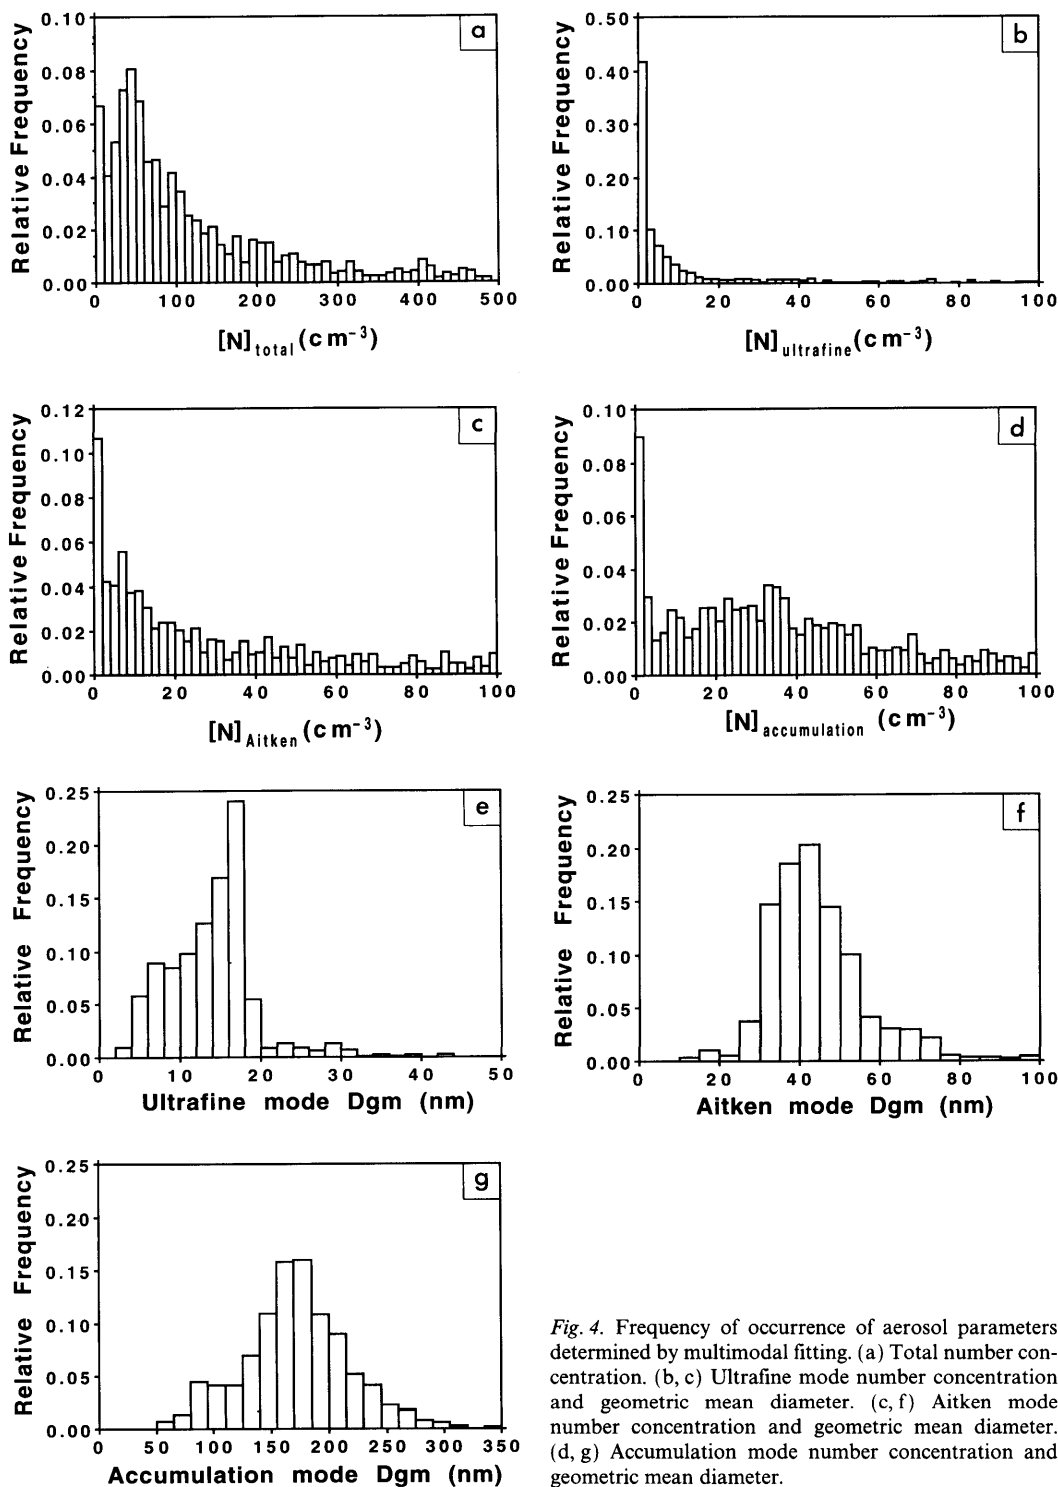 a
Relative Frequency
0.10
0.08
0.06
0.04
0.02
0.00
0 100 200 300 400 500
[N]total (cm−3)
b
Relative Frequency
0.50
0.40
0.30
0.20
0.10
0.00
0 20 40 60 80 100
[N]ultrafine (cm−3)
c
Relative Frequency
0.12
0.10
0.08
0.06
0.04
0.02
0.00
0 20 40 60 80 100
[N]Aitken (cm−3)
d
Relative Frequency
0.10
0.08
0.06
0.04
0.02
0.00
0 20 40 60 80 100
[N]accumulation (cm−3)
e
Relative Frequency
0.25
0.20
0.15
0.10
0.05
0.00
0 10 20 30 40 50
Ultrafine mode Dgm (nm)
f
Relative Frequency
0.25
0.20
0.15
0.10
0.05
0.00
0 20 40 60 80 100
Aitken mode Dgm (nm)
g
Relative Frequency
0.25
0.20
0.15
0.10
0.05
0.00
0 50 100 150 200 250 300 350
Accumulation mode Dgm (nm)
Fig. 4. Frequency of occurrence of aerosol parameters
determined by multimodal fitting. (a) Total number con-
centration. (b, c) Ultrafine mode number concentration
and geometric mean diameter. (c, f) Aitken mode
number concentration and geometric mean diameter.
(d, g) Accumulation mode number concentration and
geometric mean diameter.